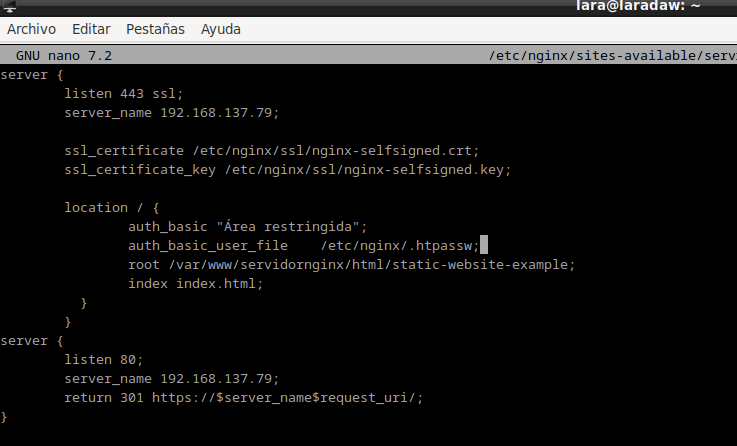 lara@laradaw: ~
Archivo Editar Pestañas Ayuda
GNU nano 7.2 /etc/nginx/sites-available/servi
server {
listen 443 ssl;
server_name 192.168.137.79;
ssl_certificate /etc/nginx/ssl/nginx-selfsigned.crt;
ssl_certificate_key /etc/nginx/ssl/nginx-selfsigned.key;
location / {
auth_basic "Área restringida";
auth_basic_user_file /etc/nginx/.htpassw;
root /var/www/servidornginx/html/static-website-example;
index index.html;
}
}
server {
listen 80;
server_name 192.168.137.79;
return 301 https://$server_name$request_uri/;
}